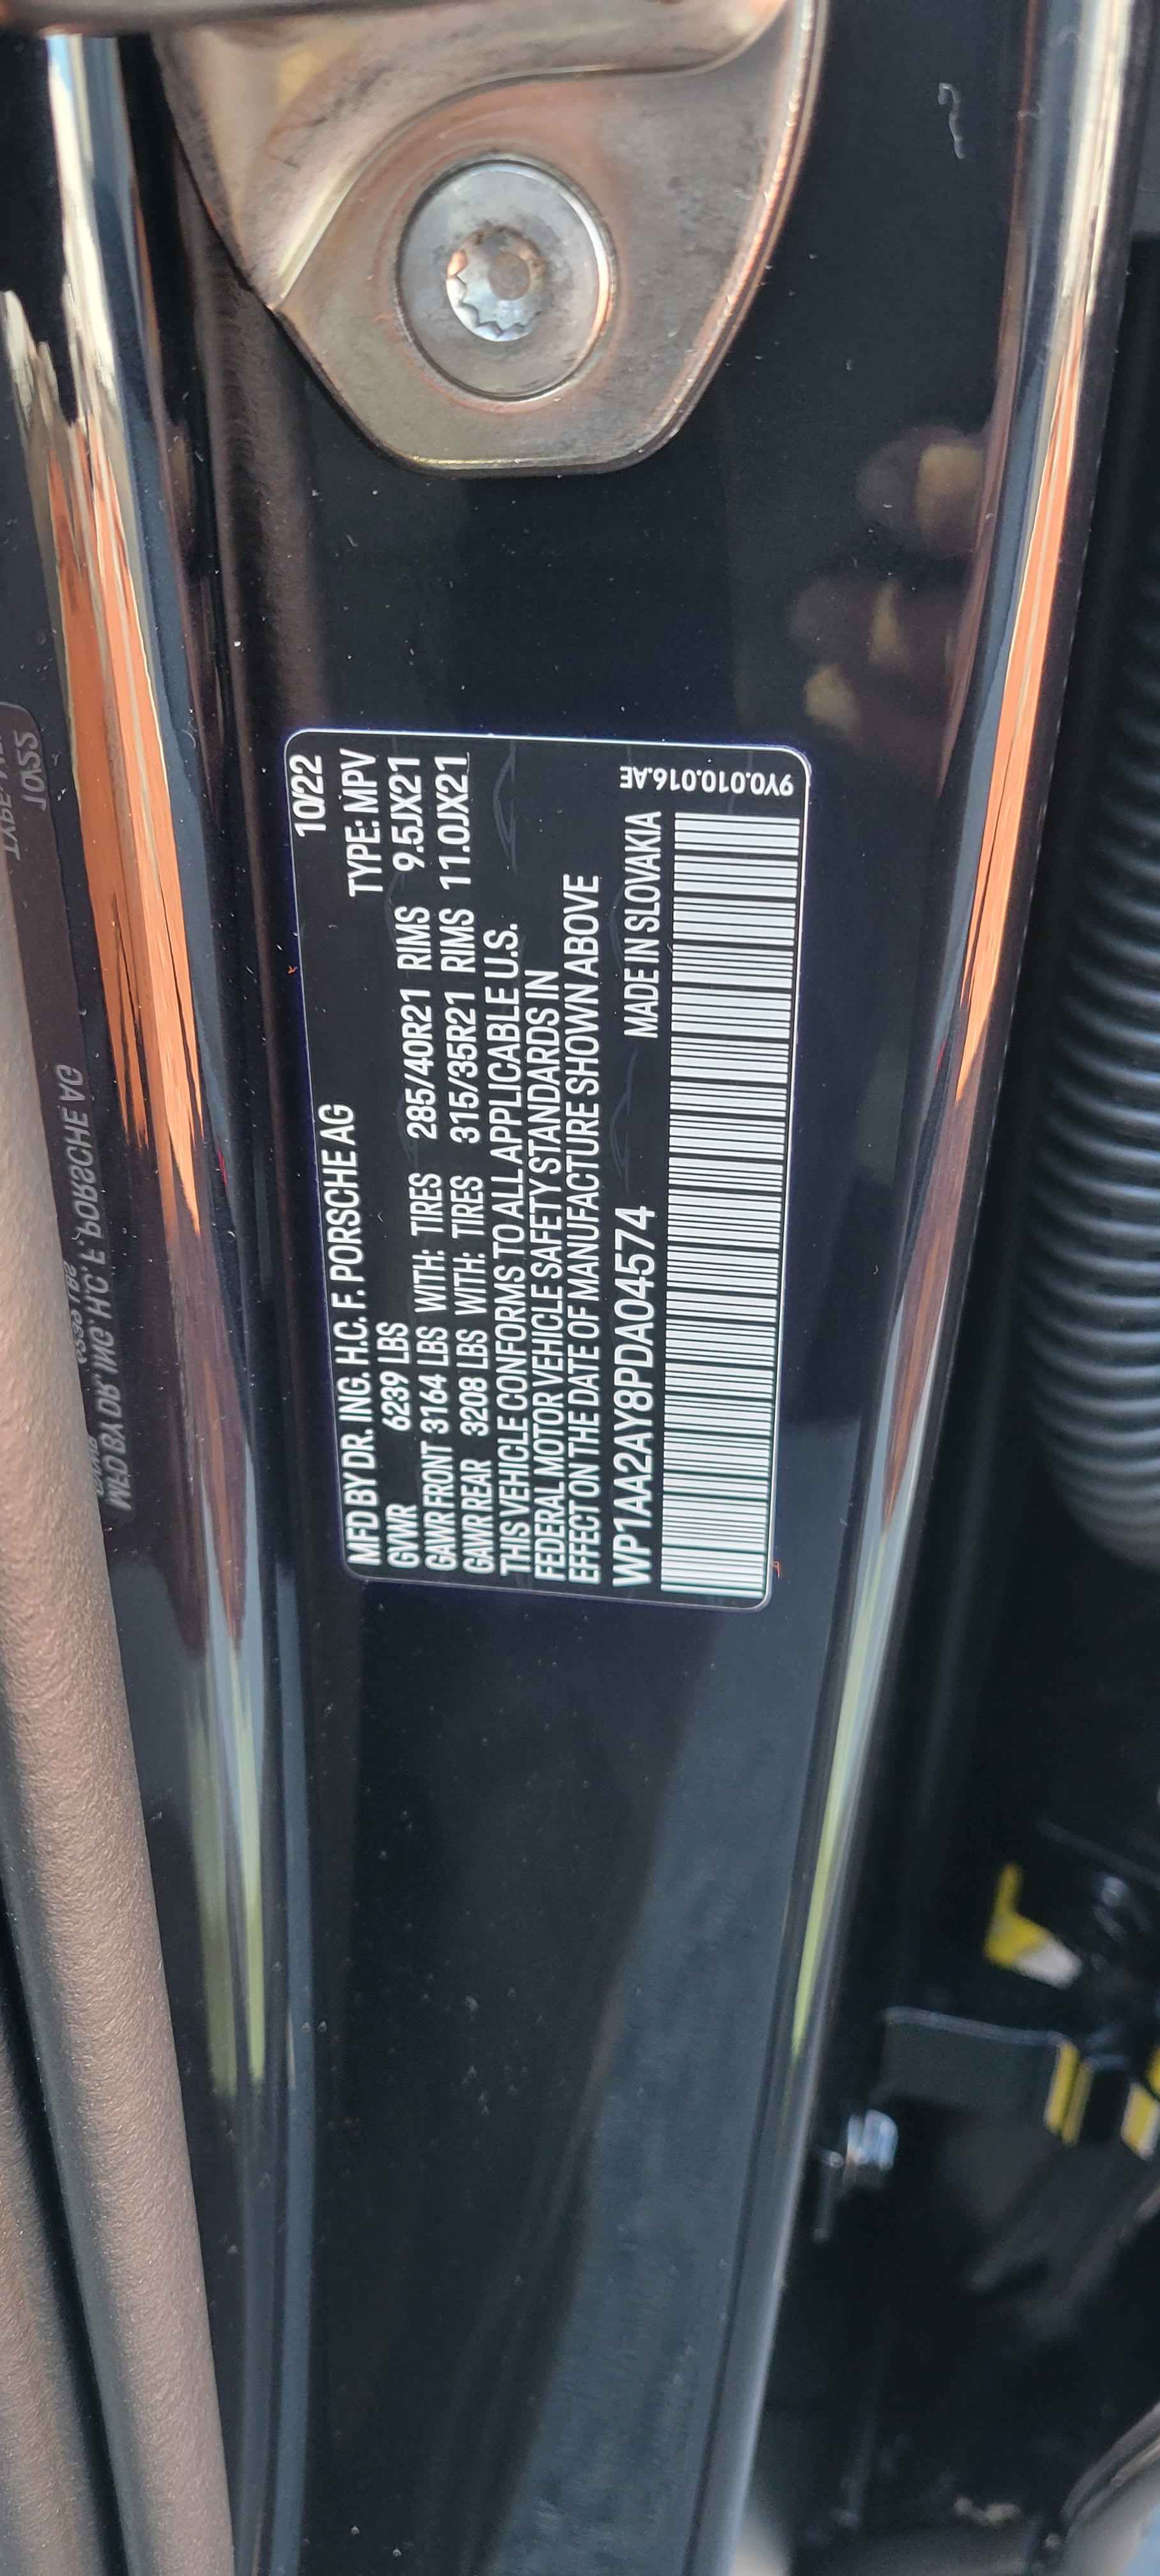 10/22
MFD BY DR. ING. H.C. F. PORSCHE AG
GVWR 6239 LBS TYPE: MPV
GAWR FRONT 3164 LBS WITH: TIRES 285/40R21 RIMS 9.5JX21
GAWR REAR 3208 LBS WITH: TIRES 315/35R21 RIMS 11.0JX21
THIS VEHICLE CONFORMS TO ALL APPLICABLE U.S.
FEDERAL MOTOR VEHICLE SAFETY STANDARDS IN
EFFECT ON THE DATE OF MANUFACTURE SHOWN ABOVE
WP1AA2AY8PDA04574 MADE IN SLOVAKIA
9Y0.010.016.AE